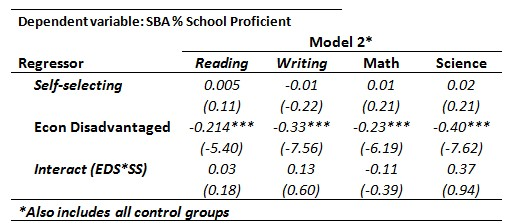 Dependent variable: SBA % School Proficient
Model 2*
Regressor Reading Writing Math Science
Self-selecting 0.005 -0.01 0.01 0.02
(0.11) (-0.22) (0.21) (0.21)
Econ Disadvantaged -0.214*** -0.33*** -0.23*** -0.40***
(-5.40) (-7.56) (-6.19) (-7.62)
Interact (EDS*SS) 0.03 0.13 -0.11 0.37
(0.18) (0.60) (-0.39) (0.94)
*Also includes all control groups